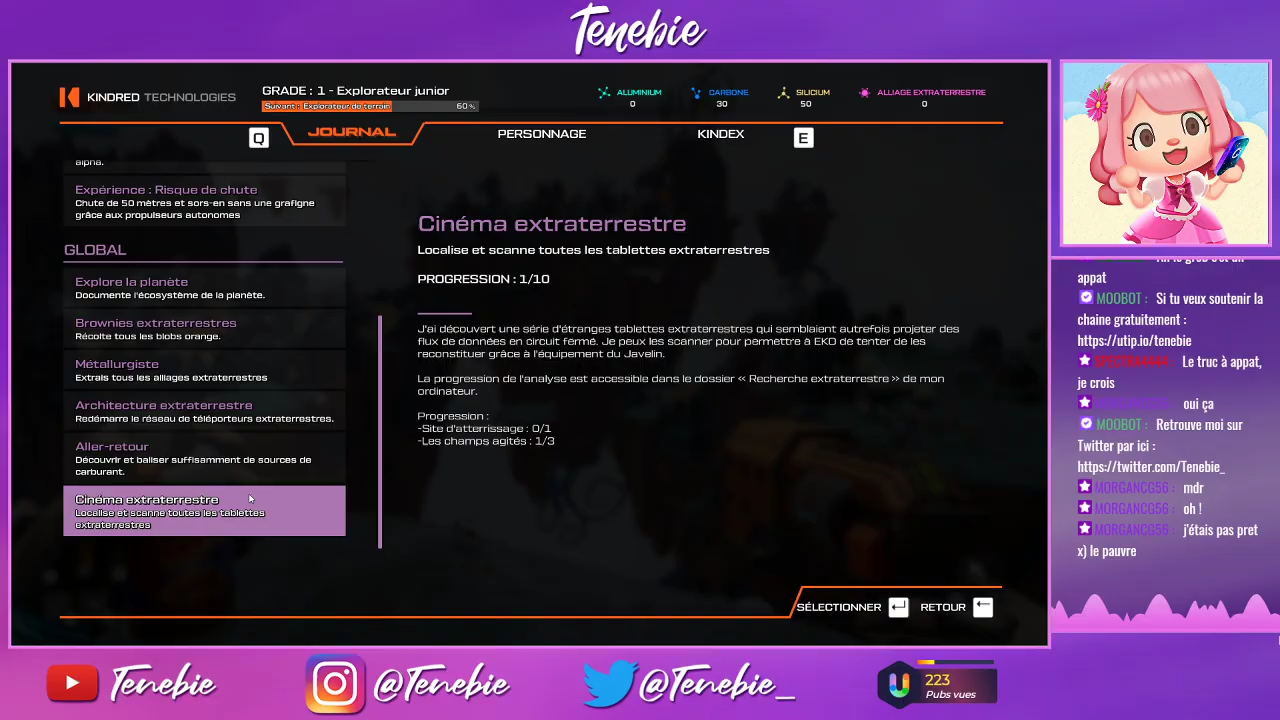 Tenebie
KINDRED TECHNOLOGIES
GRADE : 1 - Explorateur junior
Suivant : Explorateur de terrain 60 %
ALUMINIUM
0
CARBONE
30
SILICIUM
50
ALLIAGE EXTRATERRESTRE
0
Q
JOURNAL
PERSONNAGE
KINDEX
E
alpha.
Expérience : Risque de chute
Chute de 50 mètres et sors-en sans une grafigne
grâce aux propulseurs autonomes
GLOBAL
Explore la planète
Documente l'écosystème de la planète.
Brownies extraterrestres
Récolte tous les blobs orange.
Métallurgiste
Extrais tous les alliages extraterrestres
Architecture extraterrestre
Redémarre le réseau de téléporteurs extraterrestres.
Aller-retour
Découvrir et baliser suffisamment de sources de
carburant.
Cinéma extraterrestre
Localise et scanne toutes les tablettes
extraterrestres
Cinéma extraterrestre
Localise et scanne toutes les tablettes extraterrestres
PROGRESSION : 1/10
J'ai découvert une série d'étranges tablettes extraterrestres qui semblaient autrefois projeter des
flux de données en circuit fermé. Je peux les scanner pour permettre à EKO de tenter de les
reconstituer grâce à l'équipement du Javelin.
La progression de l'analyse est accessible dans le dossier « Recherche extraterrestre » de mon
ordinateur.
Progression :
-Site d'atterrissage : 0/1
-Les champs agités : 1/3
SÉLECTIONNER
RETOUR
appat
MOOBOT : Si tu veux soutenir la
chaine gratuitement :
https://utip.io/tenebie
Le truc à appat,
je crois
MORGANCG56 : oui ça
MOOBOT : Retrouve moi sur
Twitter par ici :
https://twitter.com/Tenebie_
MORGANCG56 : mdr
MORGANCG56 : oh !
MORGANCG56 : j'étais pas pret
x) le pauvre
Tenebie
@Tenebie
@Tenebie_
223
Pubs vues